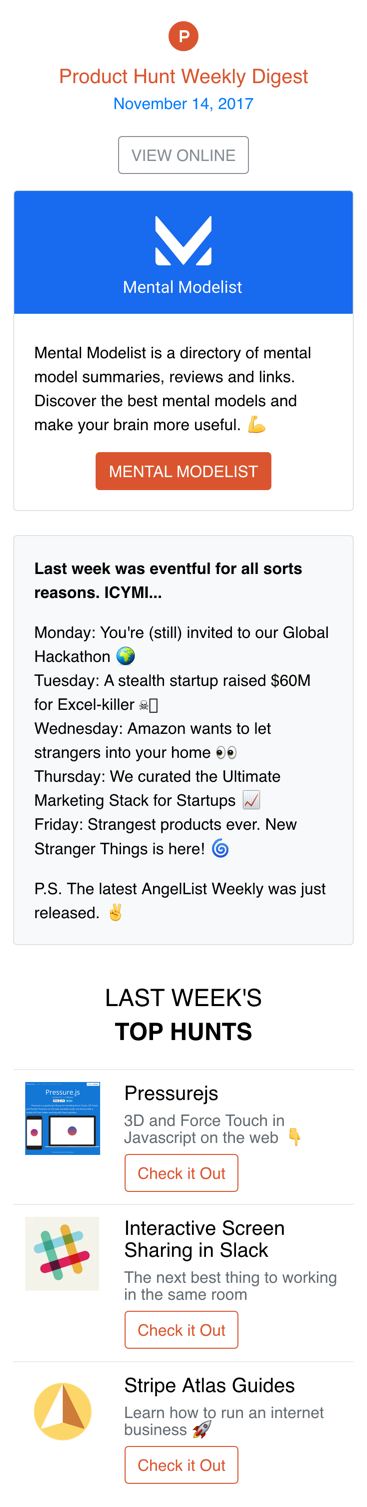 P
Product Hunt Weekly Digest
November 14, 2017
VIEW ONLINE
Mental Modelist
Mental Modelist is a directory of mental
model summaries, reviews and links.
Discover the best mental models and
make your brain more useful. 💪
MENTAL MODELIST
Last week was eventful for all sorts
reasons. ICYMI...
Monday: You're (still) invited to our Global
Hackathon 🌍
Tuesday: A stealth startup raised $60M
for Excel-killer ☠
Wednesday: Amazon wants to let
strangers into your home 👀
Thursday: We curated the Ultimate
Marketing Stack for Startups 📈
Friday: Strangest products ever. New
Stranger Things is here! 🌀
P.S. The latest AngelList Weekly was just
released. ✌
LAST WEEK'S
TOP HUNTS
Pressure.js
Pressurejs
3D and Force Touch in
Javascript on the web 👇
Check it Out
Interactive Screen
Sharing in Slack
The next best thing to working
in the same room
Check it Out
Stripe Atlas Guides
Learn how to run an internet
business 🚀
Check it Out